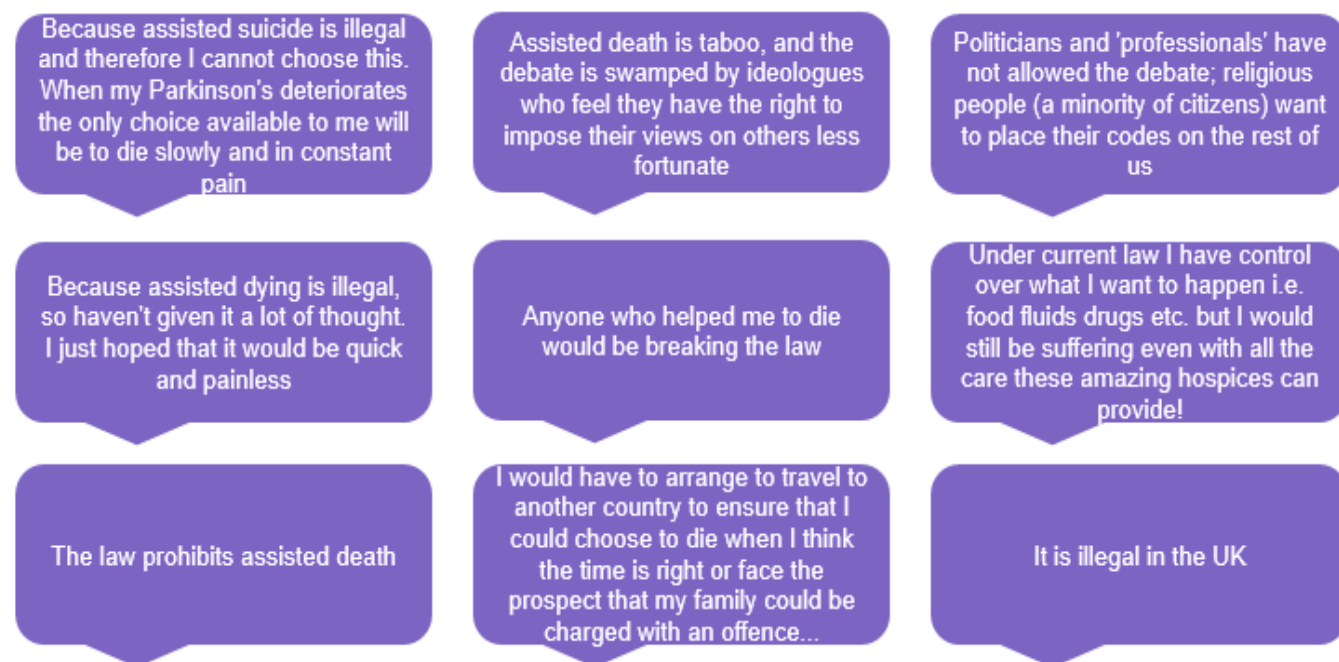 Because assisted suicide is illegal
and therefore I cannot choose this.
When my Parkinson's deteriorates
the only choice available to me will
be to die slowly and in constant
pain
Assisted death is taboo, and the
debate is swamped by ideologues
who feel they have the right to
impose their views on others less
fortunate
Politicians and 'professionals' have
not allowed the debate; religious
people (a minority of citizens) want
to place their codes on the rest of
us
Because assisted dying is illegal,
so haven't given it a lot of thought.
I just hoped that it would be quick
and painless
Anyone who helped me to die
would be breaking the law
Under current law I have control
over what I want to happen i.e.
food fluids drugs etc. but I would
still be suffering even with all the
care these amazing hospices can
provide!
The law prohibits assisted death
I would have to arrange to travel to
another country to ensure that I
could choose to die when I think
the time is right or face the
prospect that my family could be
charged with an offence...
It is illegal in the UK